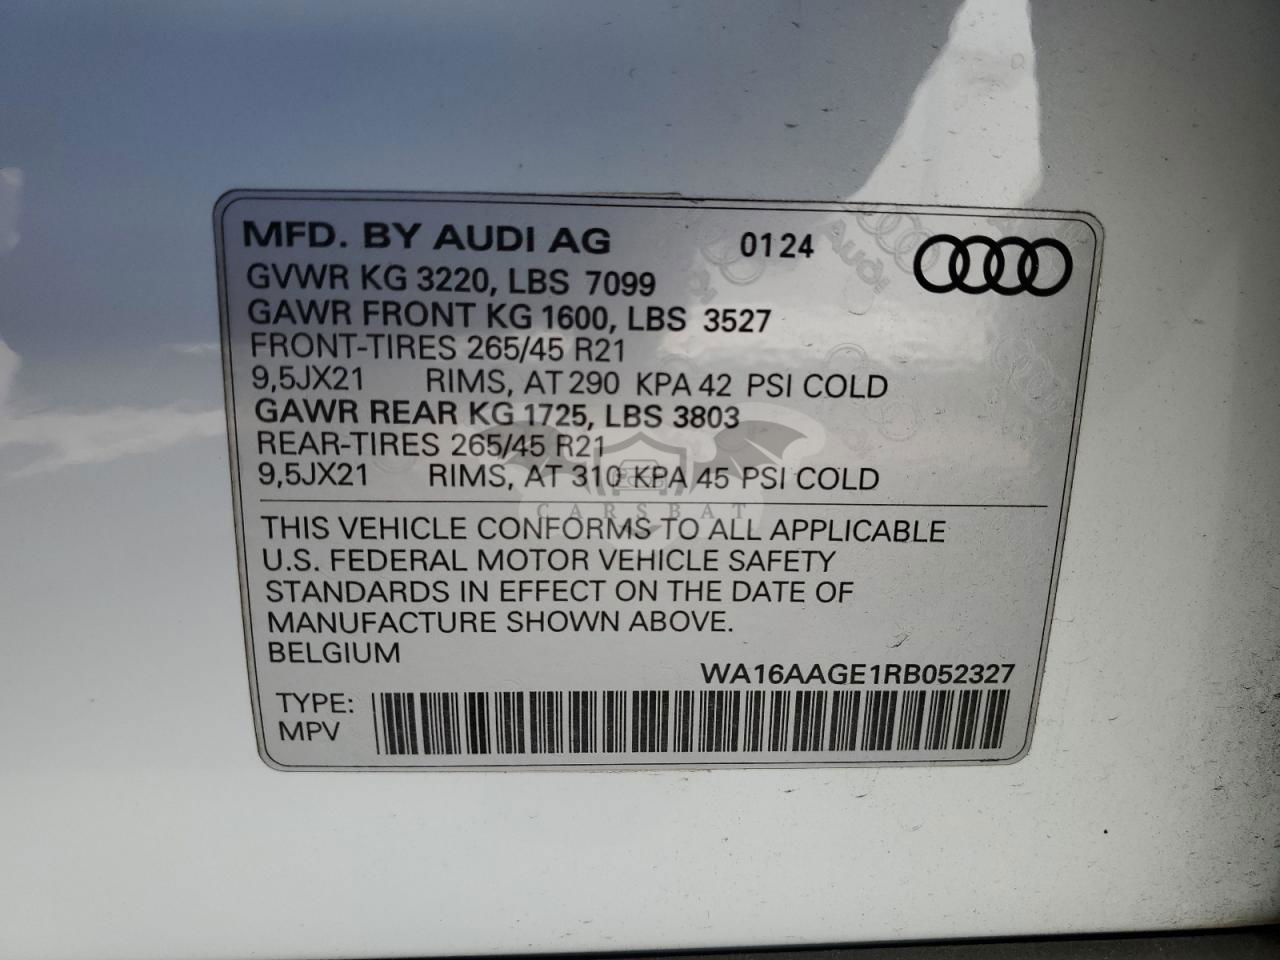 MFD. BY AUDI AG 0124
GVWR KG 3220, LBS 7099
GAWR FRONT KG 1600, LBS 3527
FRONT-TIRES 265/45 R21
9,5JX21 RIMS, AT 290 KPA 42 PSI COLD
GAWR REAR KG 1725, LBS 3803
REAR-TIRES 265/45 R21
9,5JX21 RIMS, AT 310 KPA 45 PSI COLD
CARSBAT
THIS VEHICLE CONFORMS TO ALL APPLICABLE
U.S. FEDERAL MOTOR VEHICLE SAFETY
STANDARDS IN EFFECT ON THE DATE OF
MANUFACTURE SHOWN ABOVE.
BELGIUM
WA16AAGE1RB052327
TYPE:
MPV